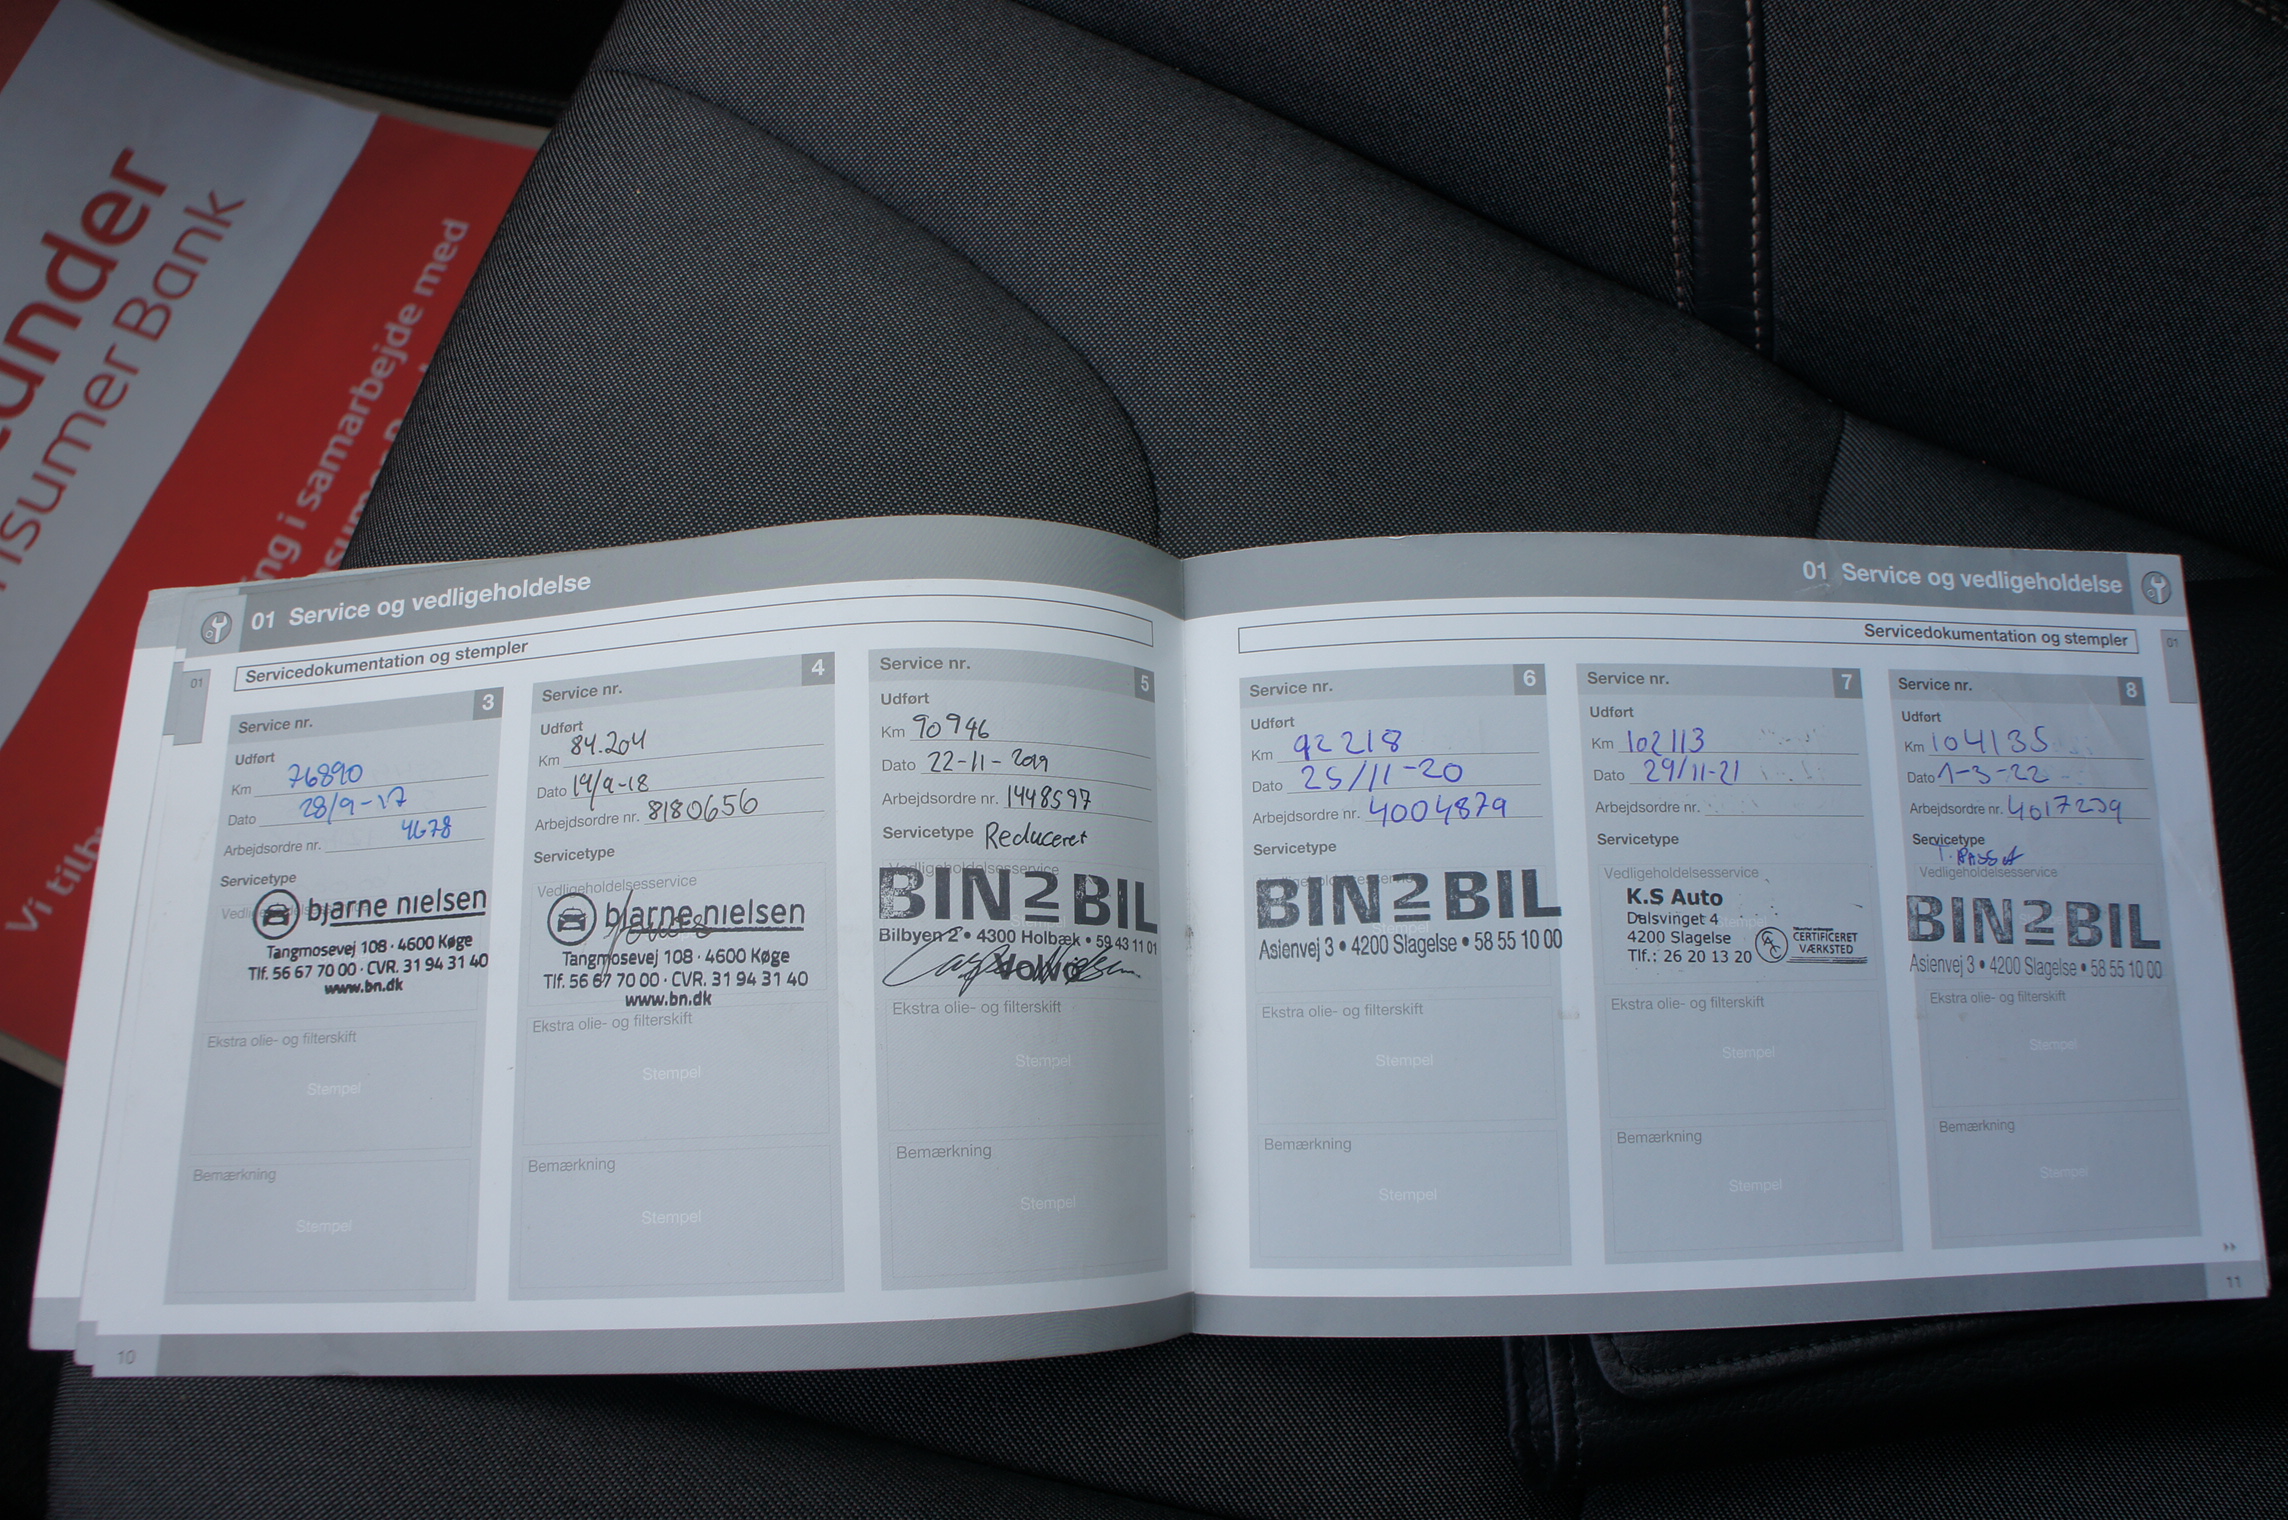 under
nsumer Bank
ng i samarbejde med
Vi tilb
01 Service og vedligeholdelse
Servicedokumentation og stempler
01
Service nr. 3
Udført
Km 76890
Dato 28/9-17
Arbejdsordre nr. 4678
Servicetype
bjarne nielsen
Tangmosevej 108 · 4600 Køge
Tlf. 56 67 70 00 · CVR. 31 94 31 40
www.bn.dk
Ekstra olie- og filterskift
Stempel
Bemærkning
Stempel
Service nr. 4
Udført
Km 84.204
Dato 19/9-18
Arbejdsordre nr. 8180656
Servicetype
Vedligeholdelsesservice
bjarne nielsen
Tangmosevej 108 · 4600 Køge
Tlf. 56 67 70 00 · CVR. 31 94 31 40
www.bn.dk
Ekstra olie- og filterskift
Stempel
Bemærkning
Stempel
Service nr. 5
Udført
Km 90946
Dato 22-11-2019
Arbejdsordre nr. 1448597
Servicetype Reduceret
Vedligeholdelsesservice
BIN2BIL
Bilbyen 2 • 4300 Holbæk • 59 43 11 01
Volvo
Ekstra olie- og filterskift
Stempel
Bemærkning
Stempel
10
01 Service og vedligeholdelse
Servicedokumentation og stempler
01
Service nr. 6
Udført
Km 92218
Dato 25/11-20
Arbejdsordre nr. 4004879
Servicetype
BIN2BIL
Asienvej 3 • 4200 Slagelse • 58 55 10 00
Ekstra olie- og filterskift
Stempel
Bemærkning
Stempel
Service nr. 7
Udført
Km 102113
Dato 29/11-21
Arbejdsordre nr.
Servicetype
Vedligeholdelsesservice
K.S Auto
Dalsvinget 4
4200 Slagelse
Tlf.: 26 20 13 20
CERTIFICERET
VÆRKSTED
Ekstra olie- og filterskift
Stempel
Bemærkning
Stempel
Service nr. 8
Udført
Km 104135
Dato 1-3-22
Arbejdsordre nr. 4017239
Servicetype
Vedligeholdelsesservice
BIN2BIL
Asienvej 3 • 4200 Slagelse • 58 55 10 00
Ekstra olie- og filterskift
Stempel
Bemærkning
Stempel
11